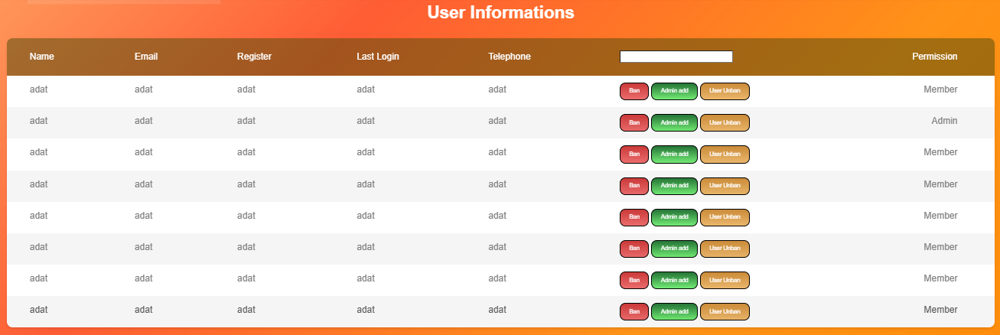 User Informations
Name Email Register Last Login Telephone Permission
adat adat adat adat adat Ban Admin add User Unban Member
adat adat adat adat adat Ban Admin add User Unban Admin
adat adat adat adat adat Ban Admin add User Unban Member
adat adat adat adat adat Ban Admin add User Unban Member
adat adat adat adat adat Ban Admin add User Unban Member
adat adat adat adat adat Ban Admin add User Unban Member
adat adat adat adat adat Ban Admin add User Unban Member
adat adat adat adat adat Ban Admin add User Unban Member